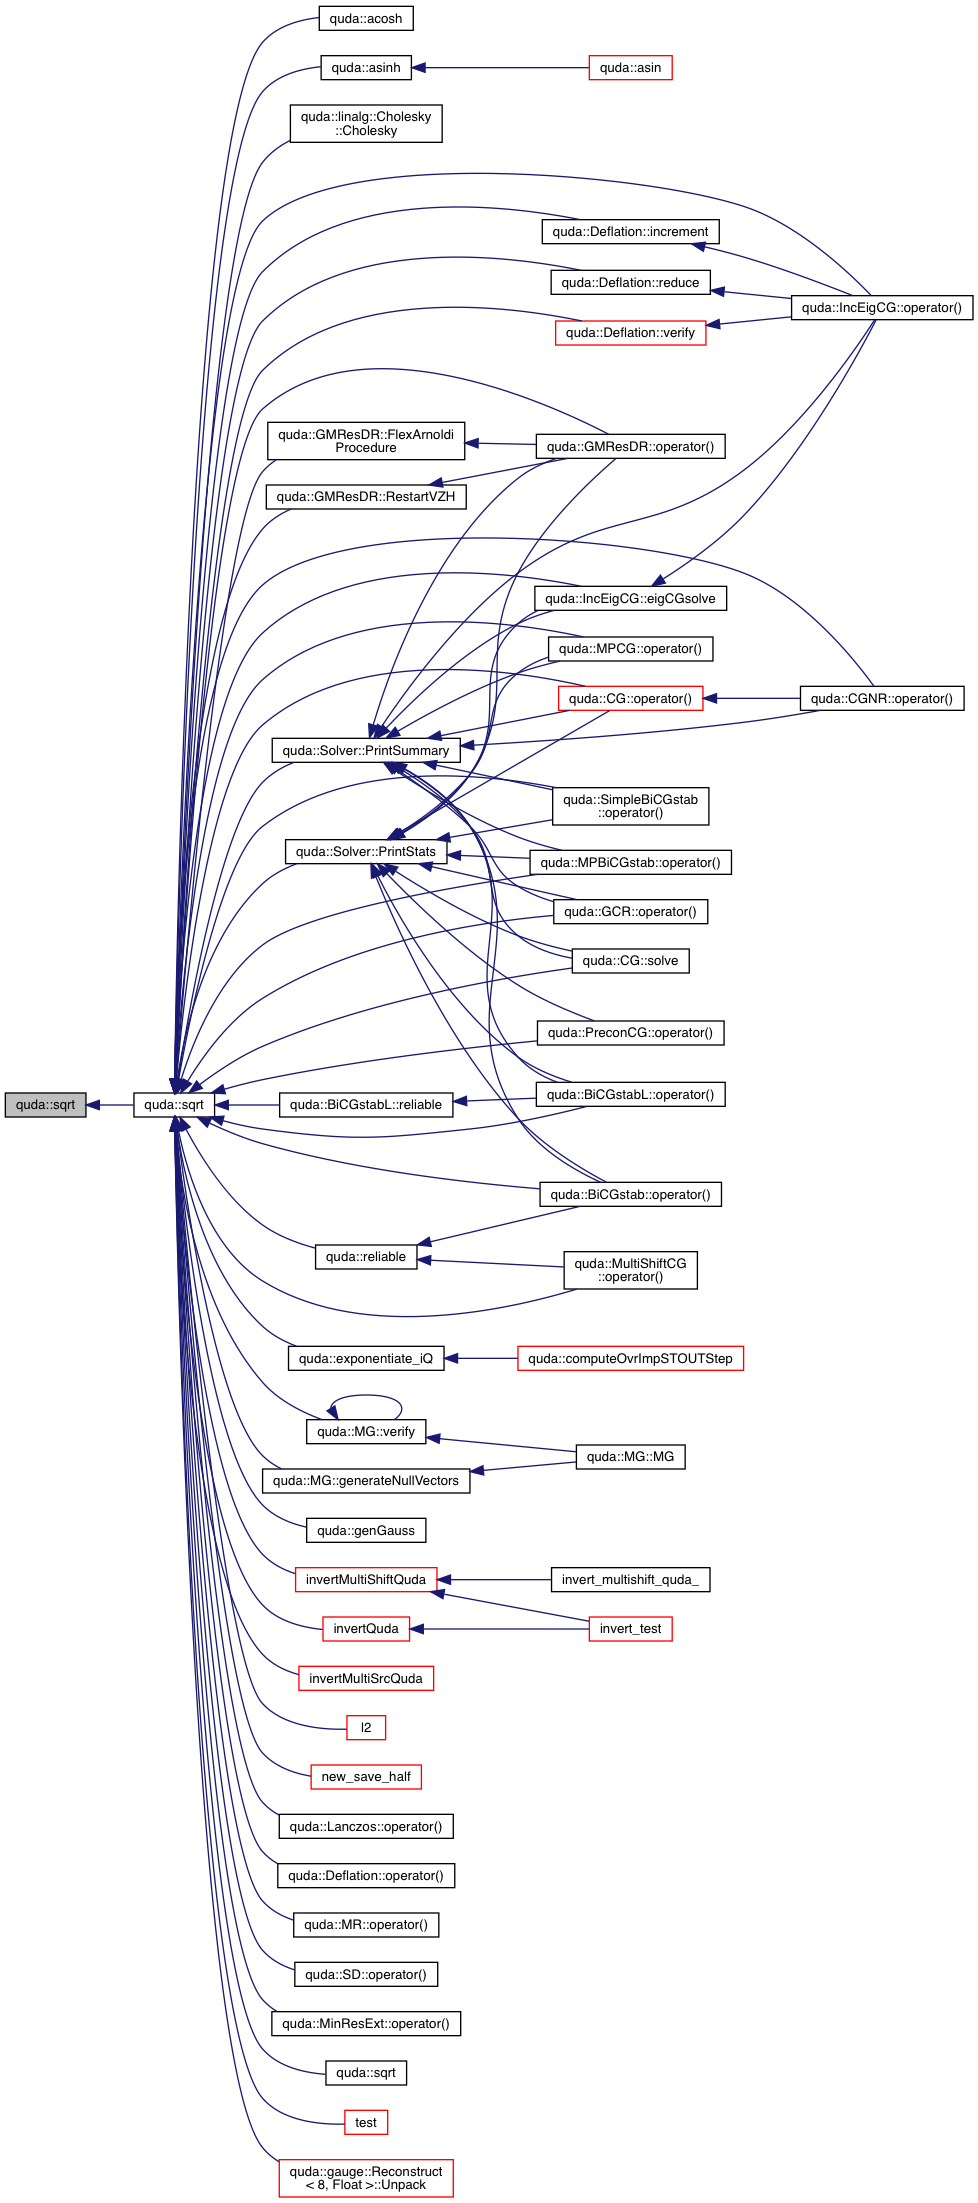 quda::acosh
quda::asinh
quda::asin
quda::linalg::Cholesky
::Cholesky
quda::Deflation::increment
quda::Deflation::reduce
quda::IncEigCG::operator()
quda::Deflation::verify
quda::GMResDR::FlexArnoldi
Procedure
quda::GMResDR::operator()
quda::GMResDR::RestartVZH
quda::IncEigCG::eigCGsolve
quda::MPCG::operator()
quda::CG::operator()
quda::CGNR::operator()
quda::Solver::PrintSummary
quda::SimpleBiCGstab
::operator()
quda::Solver::PrintStats
quda::MPBiCGstab::operator()
quda::GCR::operator()
quda::CG::solve
quda::PreconCG::operator()
quda::BiCGstabL::operator()
quda::sqrt
quda::sqrt
quda::BiCGstabL::reliable
quda::BiCGstab::operator()
quda::reliable
quda::MultiShiftCG
::operator()
quda::exponentiate_iQ
quda::computeOvrImpSTOUTStep
quda::MG::verify
quda::MG::MG
quda::MG::generateNullVectors
quda::genGauss
invertMultiShiftQuda
invert_multishift_quda_
invertQuda
invert_test
invertMultiSrcQuda
l2
new_save_half
quda::Lanczos::operator()
quda::Deflation::operator()
quda::MR::operator()
quda::SD::operator()
quda::MinResExt::operator()
quda::sqrt
test
quda::gauge::Reconstruct
< 8, Float >::Unpack